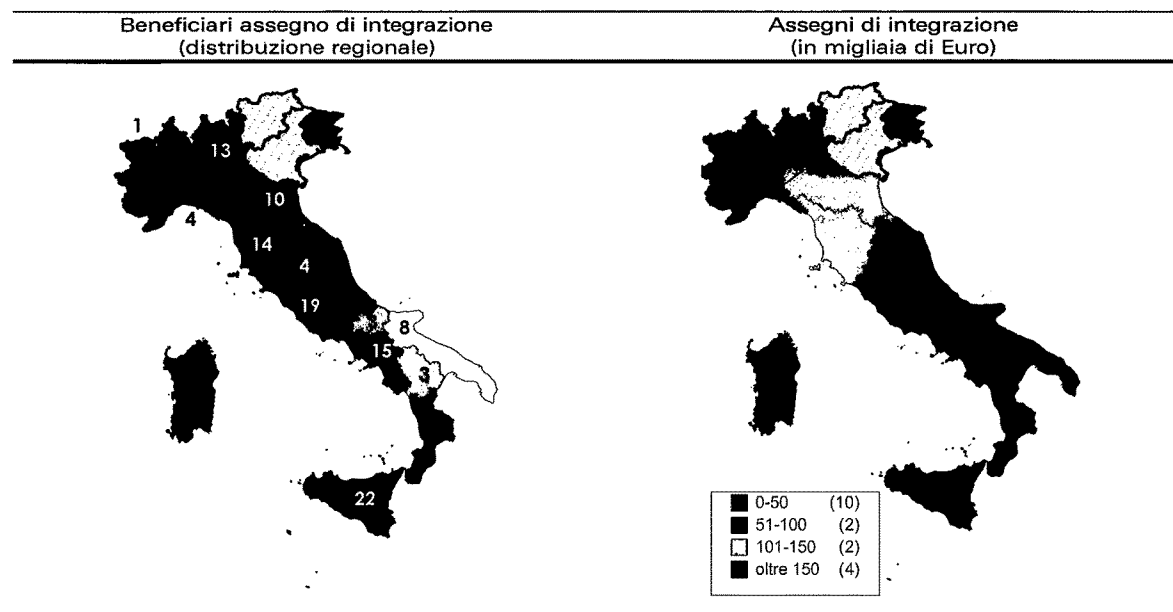 Beneficiari assegno di integrazione
(distribuzione regionale)
Assegni di integrazione
(in migliaia di Euro)
1
13
10
4
14
4
19
8
15
3
22
0-50 (10)
51-100 (2)
101-150 (2)
oltre 150 (4)